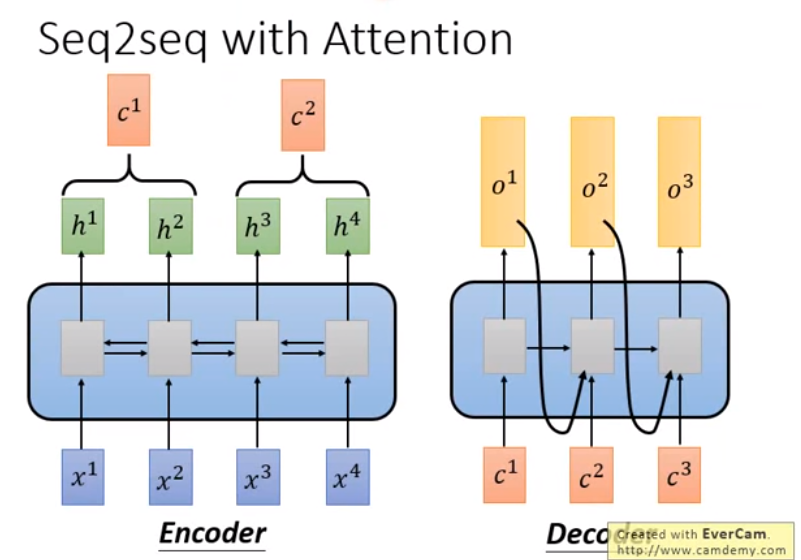 Seq2seq with Attention
c¹ c²
o¹ o² o³
h¹ h² h³ h⁴
x¹ x² x³ x⁴
c¹ c² c³
Encoder
Decoder
Created with EverCam.
http://www.camdemy.com